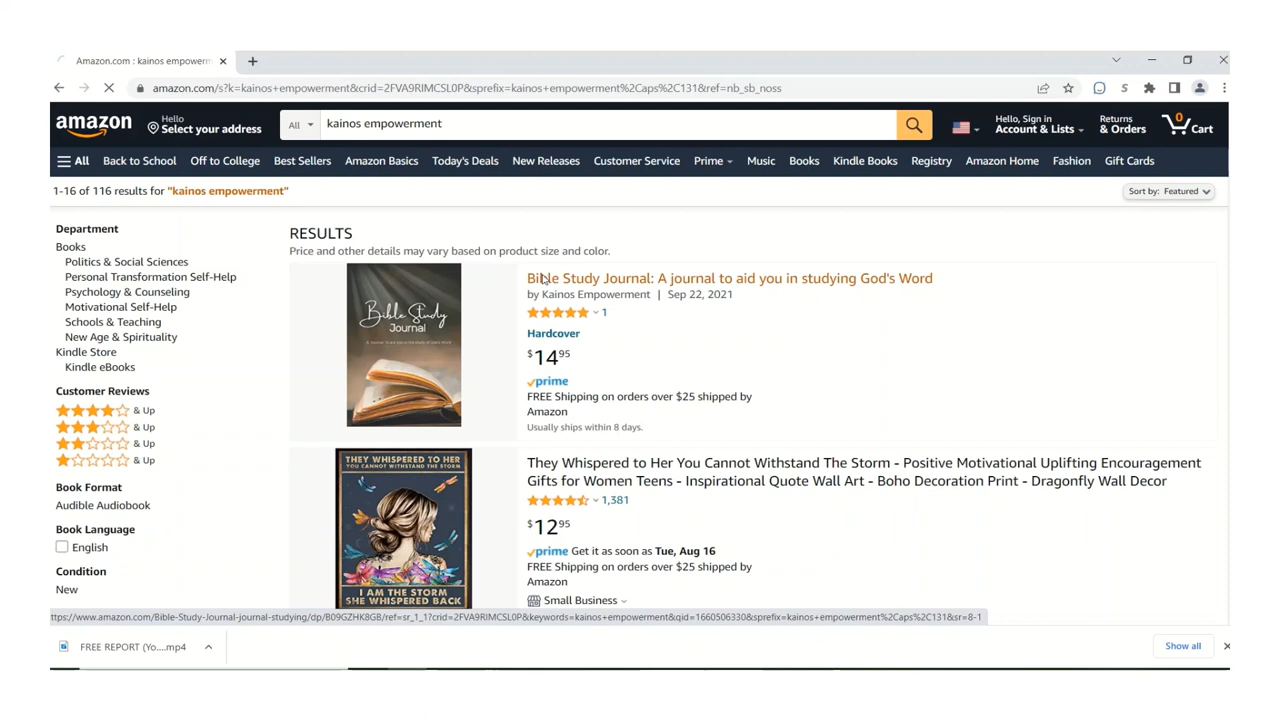 Amazon.com : kainos empowerm
amazon.com/s?k=kainos+empowerment&crid=2FVA9RIMCSL0P&sprefix=kainos+empowerment%2Caps%2C131&ref=nb_sb_noss
amazon
Hello
Select your address
All
kainos empowerment
Hello, Sign in
Account & Lists
Returns
& Orders
0
Cart
All
Back to School
Off to College
Best Sellers
Amazon Basics
Today's Deals
New Releases
Customer Service
Prime
Music
Books
Kindle Books
Registry
Amazon Home
Fashion
Gift Cards
1-16 of 116 results for "kainos empowerment"
Sort by: Featured
Department
Books
Politics & Social Sciences
Personal Transformation Self-Help
Psychology & Counseling
Motivational Self-Help
Schools & Teaching
New Age & Spirituality
Kindle Store
Kindle eBooks
Customer Reviews
& Up
& Up
& Up
& Up
Book Format
Audible Audiobook
Book Language
English
Condition
New
RESULTS
Price and other details may vary based on product size and color.
Bible Study
Journal
Bible Study Journal: A journal to aid you in studying God's Word
by Kainos Empowerment | Sep 22, 2021
1
Hardcover
$14 95
prime
FREE Shipping on orders over $25 shipped by
Amazon
Usually ships within 8 days.
THEY WHISPERED TO HER
YOU CANNOT WITHSTAND THE STORM
I AM THE STORM
SHE WHISPERED BACK
They Whispered to Her You Cannot Withstand The Storm - Positive Motivational Uplifting Encouragement
Gifts for Women Teens - Inspirational Quote Wall Art - Boho Decoration Print - Dragonfly Wall Decor
1,381
$12 95
prime Get it as soon as Tue, Aug 16
FREE Shipping on orders over $25 shipped by
Amazon
Small Business
ttps://www.amazon.com/Bible-Study-Journal-journal-studying/dp/B09GZHK8GB/ref=sr_1_1?crid=2FVA9RIMCSL0P&keywords=kainos+empowerment&qid=1660506330&sprefix=kainos+empowerment%2Caps%2C131&sr=8-1
FREE REPORT (Yo....mp4
Show all